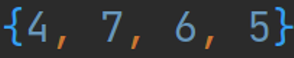 {4, 7, 6, 5}